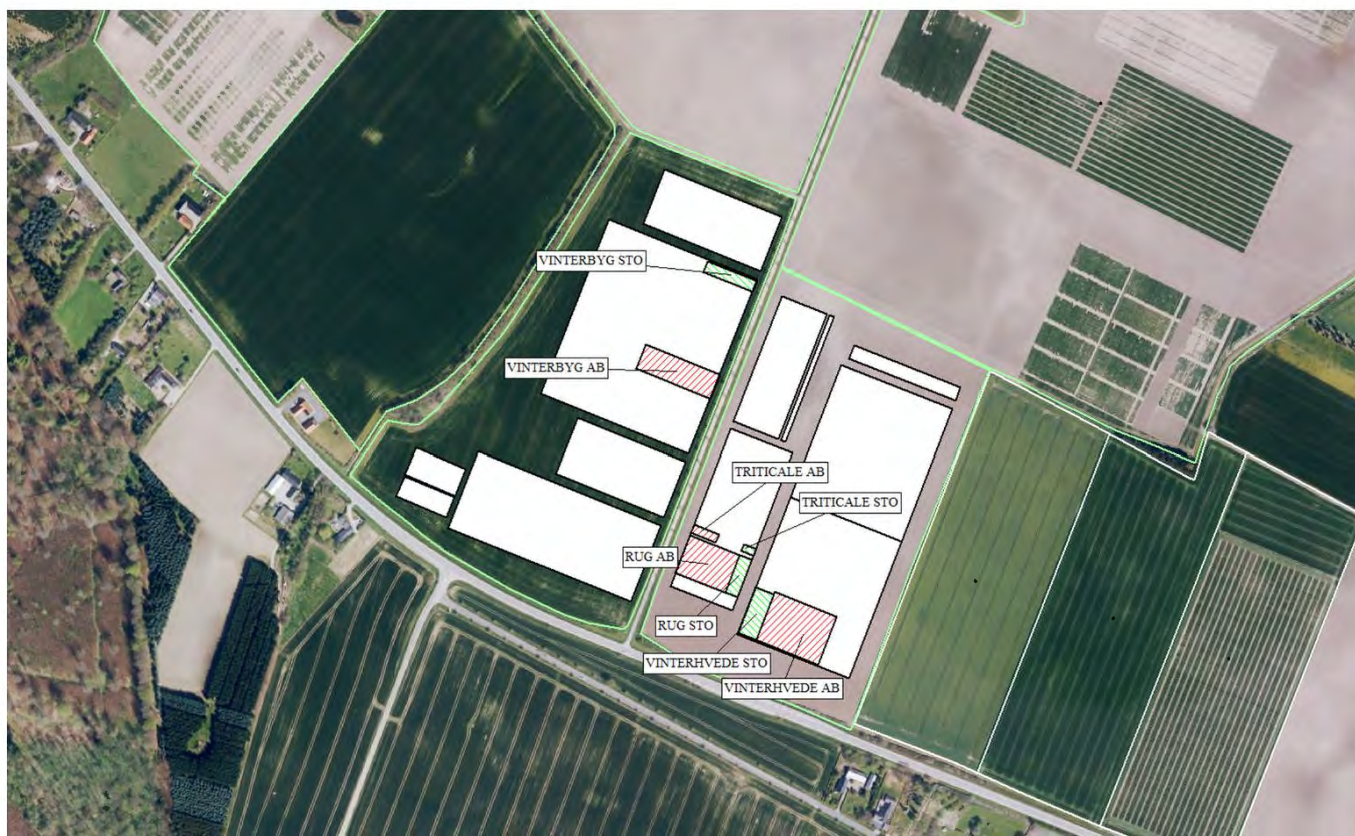 VINTERBYG STO
VINTERBYG AB
TRITICALE AB
TRITICALE STO
RUG AB
RUG STO
VINTERHVEDE STO
VINTERHVEDE AB